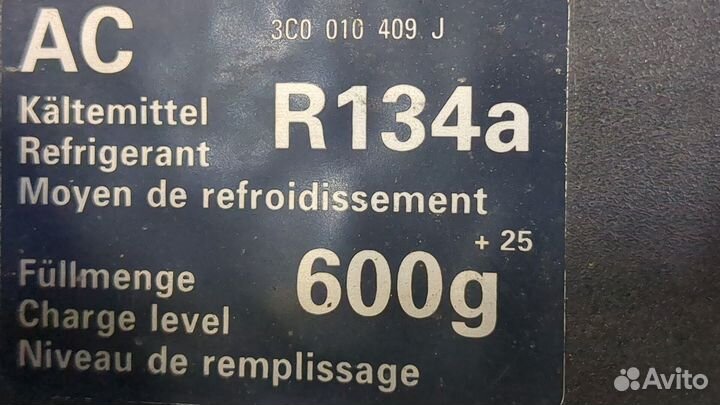 AC
3C0 010 409 J
Kältemittel
Refrigerant
R134a
Moyen de refroidissement
Füllmenge
Charge level
600g + 25
Niveau de remplissage
Avito